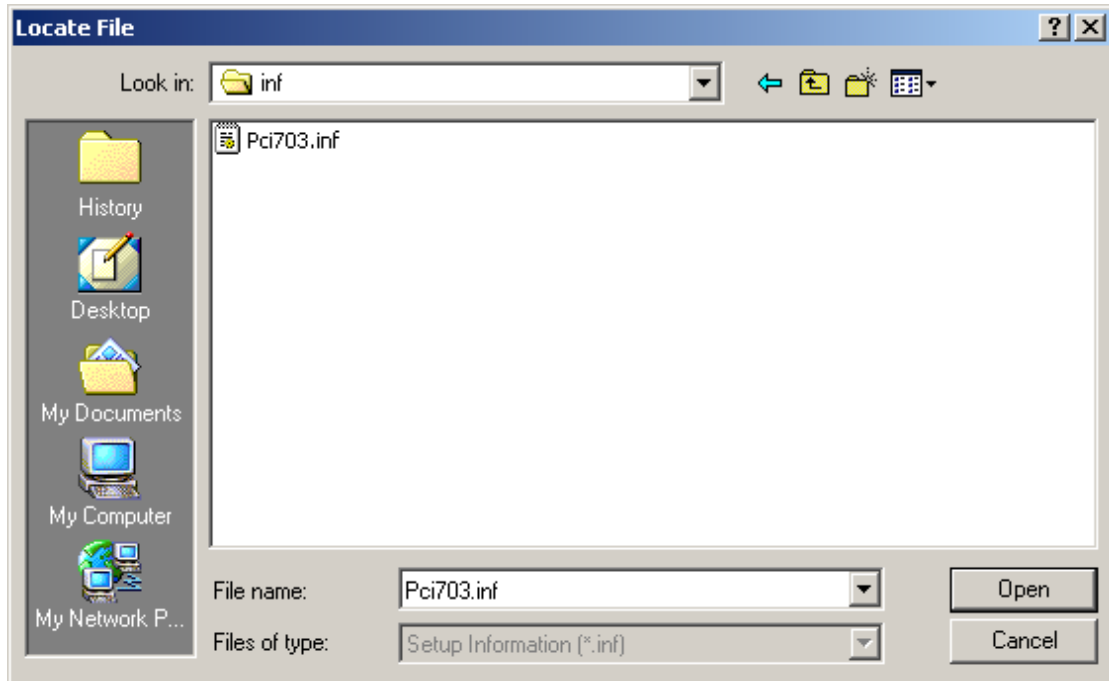 Locate File
Look in: inf
Pci703.inf
History
Desktop
My Documents
My Computer
My Network P...
File name: Pci703.inf Open
Files of type: Setup Information (*.inf) Cancel